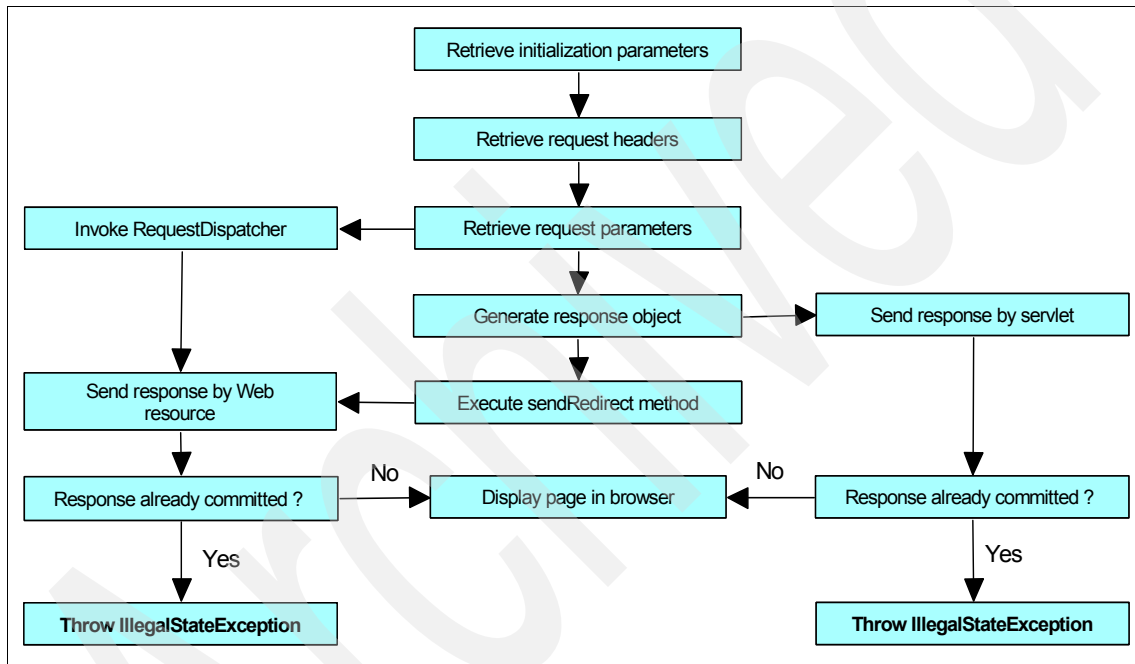 Retrieve initialization parameters
Retrieve request headers
Invoke RequestDispatcher
Retrieve request parameters
Generate response object
Send response by servlet
Send response by Web
resource
Execute sendRedirect method
No
No
Response already committed ?
Display page in browser
Response already committed ?
Yes
Yes
Throw IllegalStateException
Throw IllegalStateException
Archived